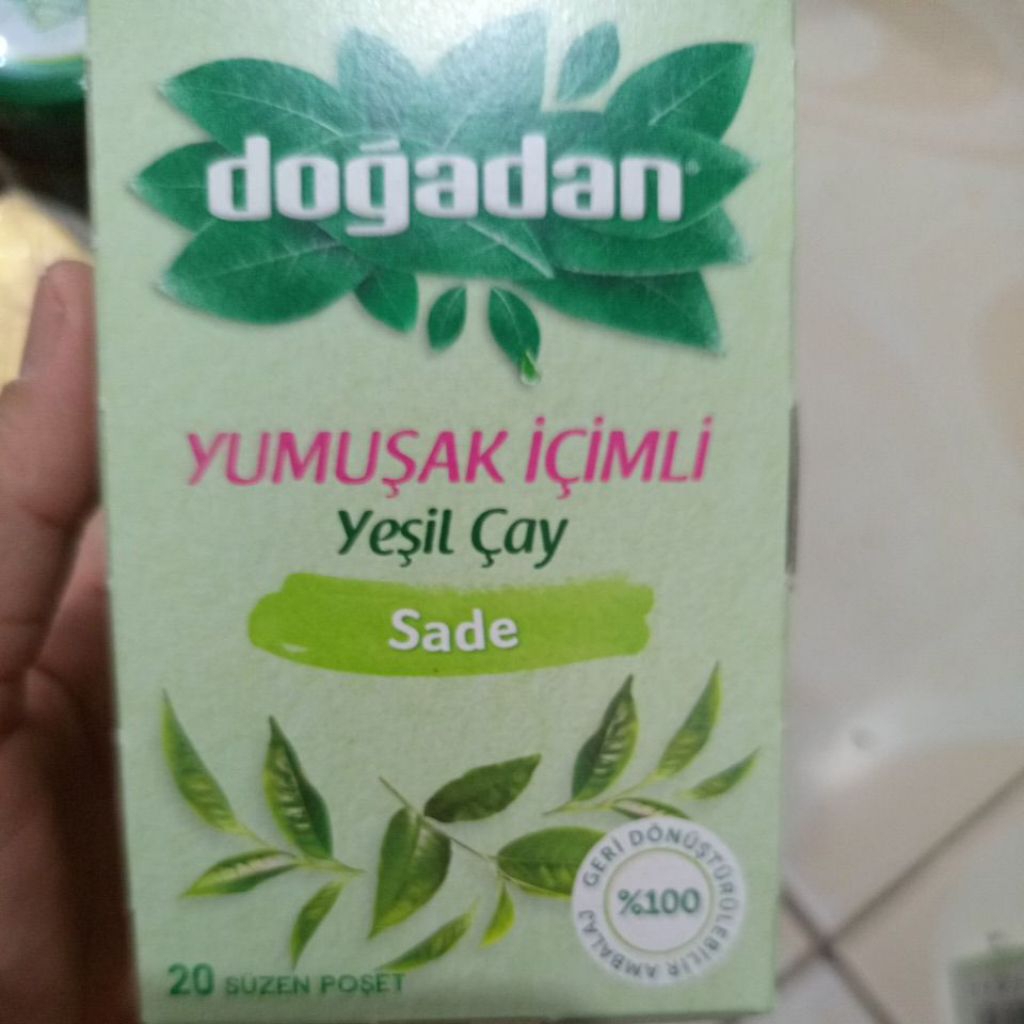 doğadan
YUMUŞAK İÇİMLİ
Yeşil Çay
Sade
GERİ DÖNÜŞTÜRÜLEBİLİR AMBALAJ
%100
20 SÜZEN POŞET